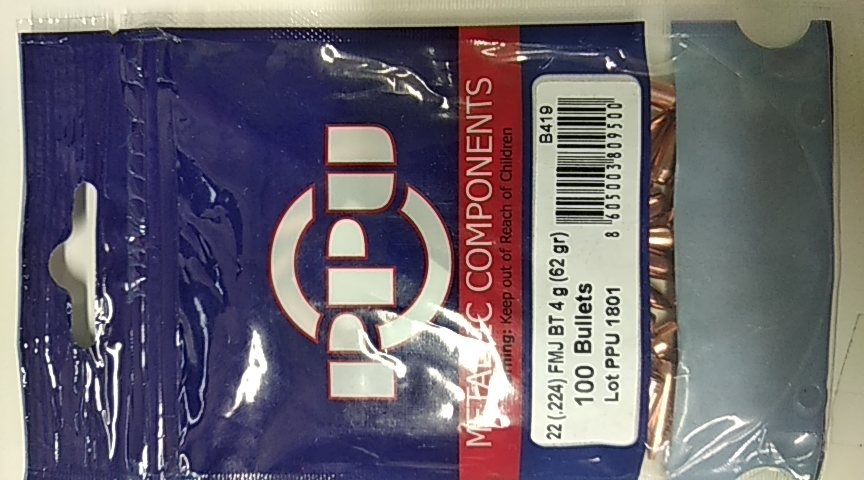 PPU
METALLIC COMPONENTS
Warning: Keep out of Reach of Children
22 (.224) FMJ BT 4 g (62 gr)
100 Bullets
Lot PPU 1801
B419
8 605003 809500